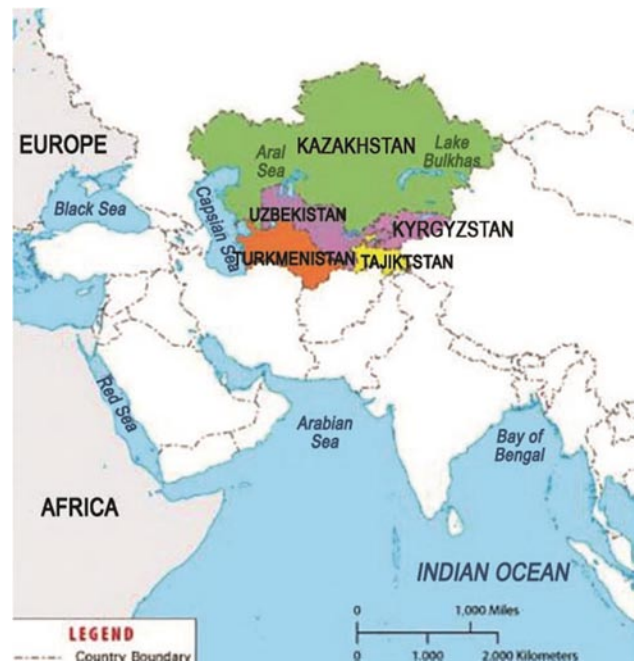 EUROPE
KAZAKHSTAN
Aral
Sea
Lake
Bulkhas
Black Sea
Capsian Sea
UZBEKISTAN
KYRGYZSTAN
TURKMENISTAN
TAJIKTSTAN
Red Sea
Arabian
Sea
Bay of
Bengal
AFRICA
INDIAN OCEAN
0 1,000 Miles
0 1.000 2,000 Kilometers
LEGEND
Country Boundary